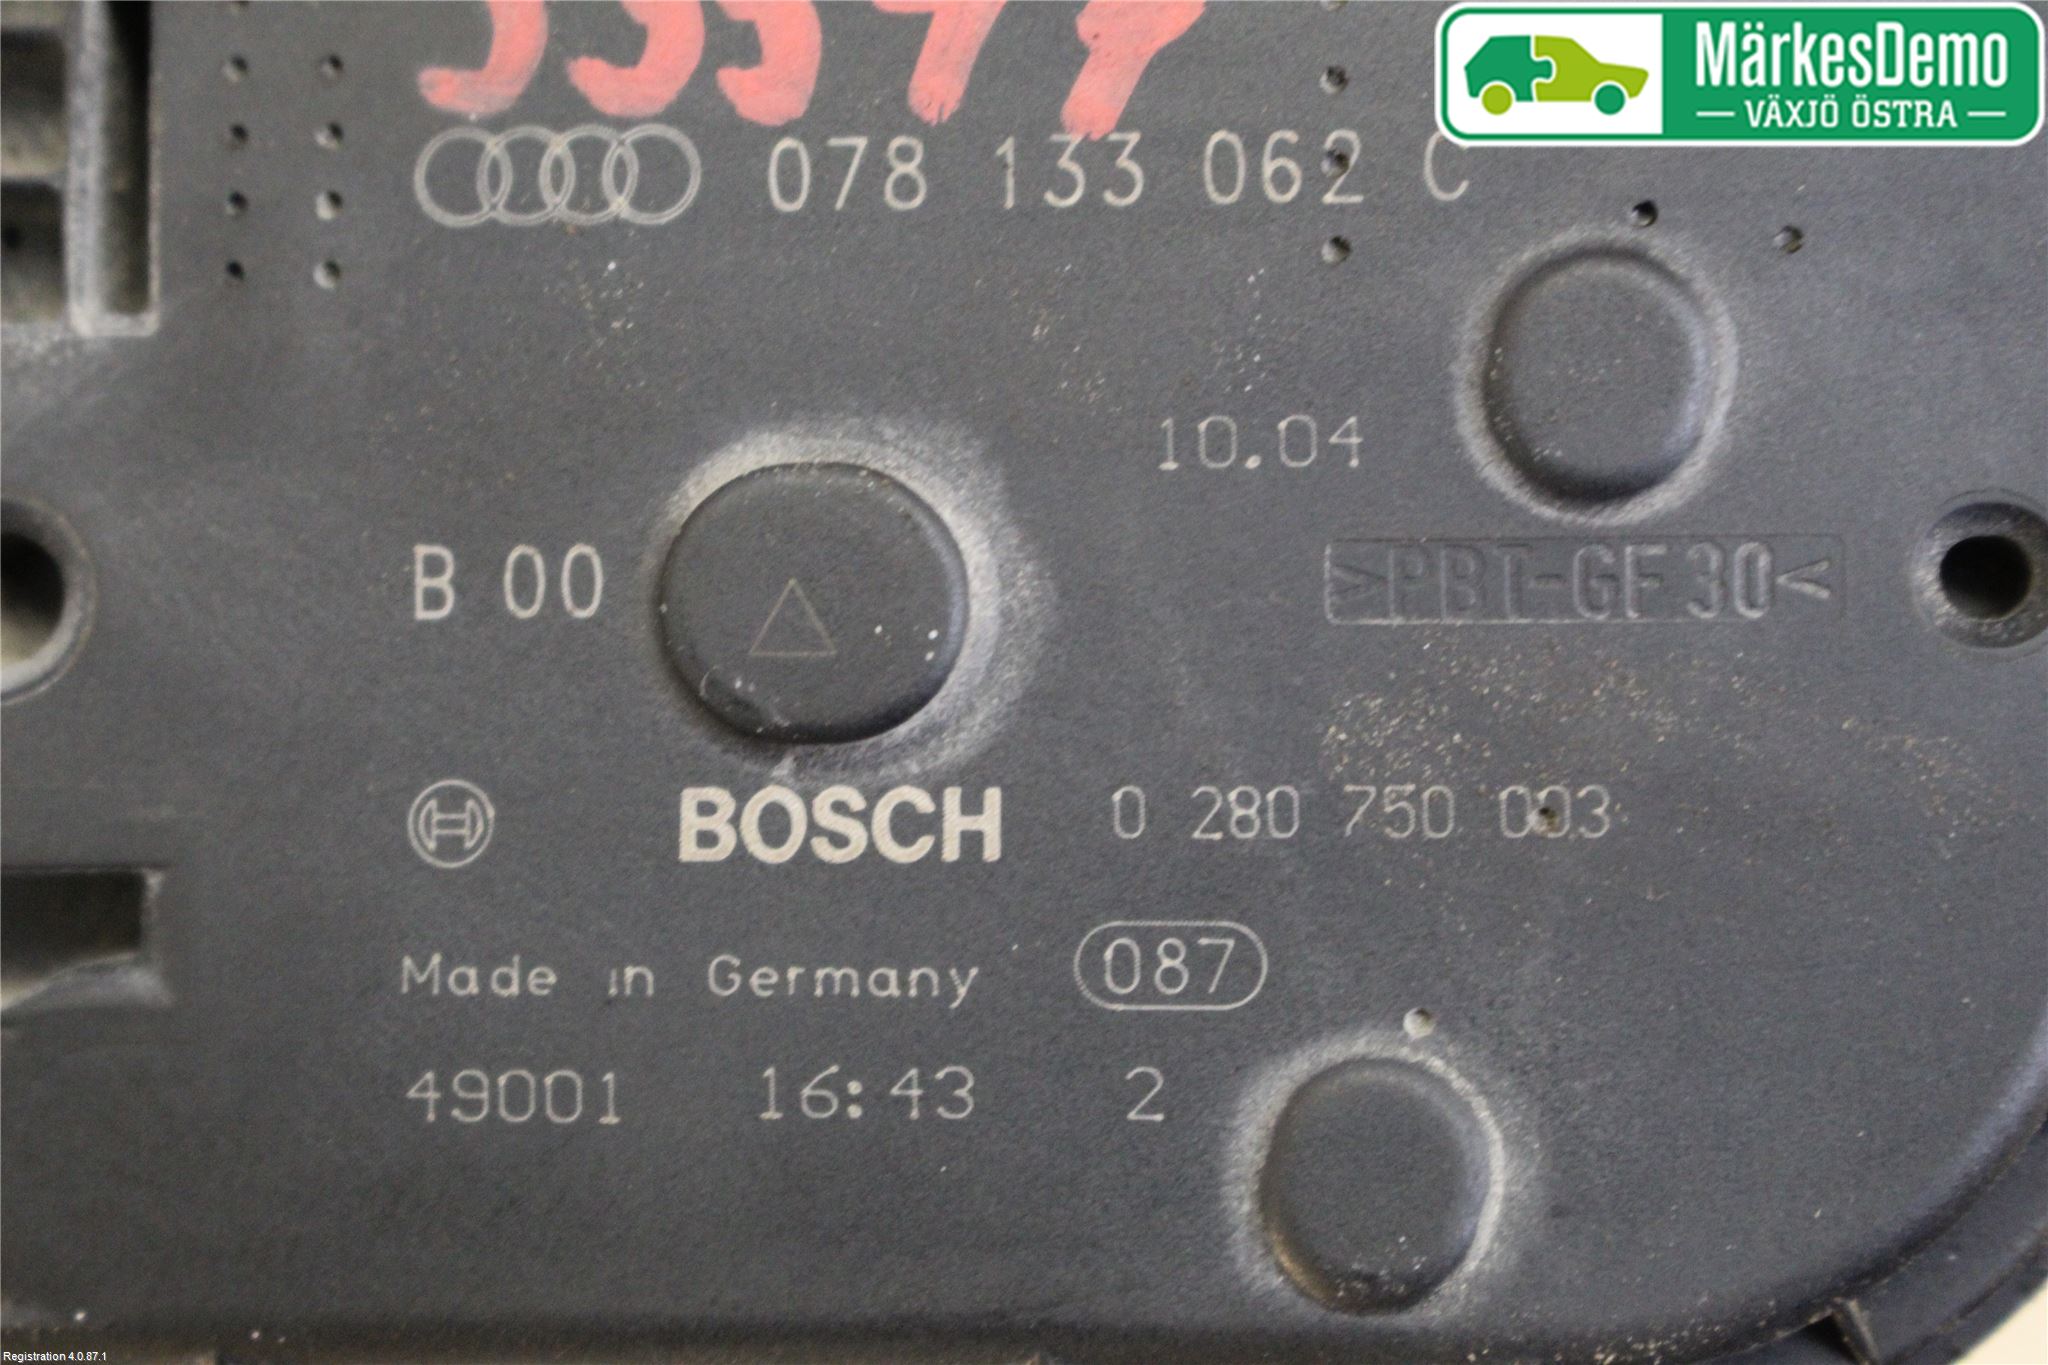 MärkesDemo
VÄXJÖ ÖSTRA
078 133 062 C
10.04
B 00
>PBT-GF30<
BOSCH 0 280 750 003
Made in Germany 087
49001 16:43 2
Registration 4.0.87.1